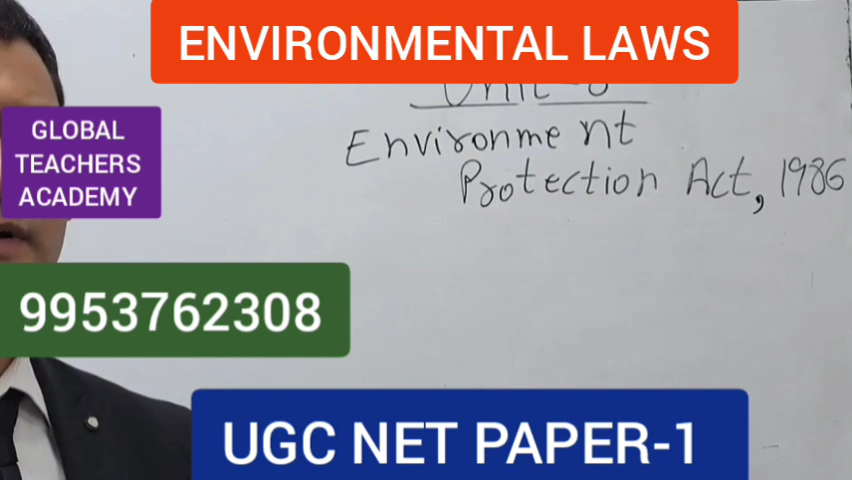 ENVIRONMENTAL LAWS
GLOBAL
TEACHERS
ACADEMY
Environment
Protection Act, 1986
9953762308
UGC NET PAPER-1